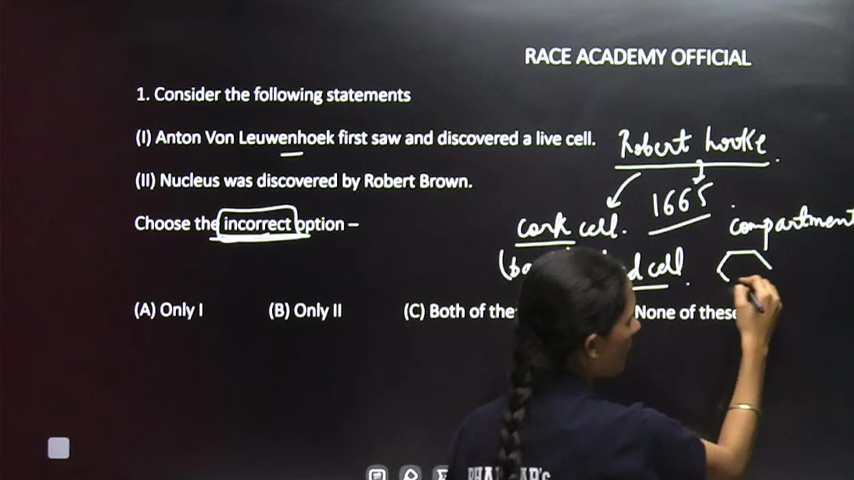 RACE ACADEMY OFFICIAL
1. Consider the following statements
(I) Anton Von Leuwenhoek first saw and discovered a live cell.
Robert hooke
(II) Nucleus was discovered by Robert Brown.
1665
Choose the incorrect option –
cork cell.
compartment
d cell
(A) Only I
(B) Only II
(C) Both of the
None of these